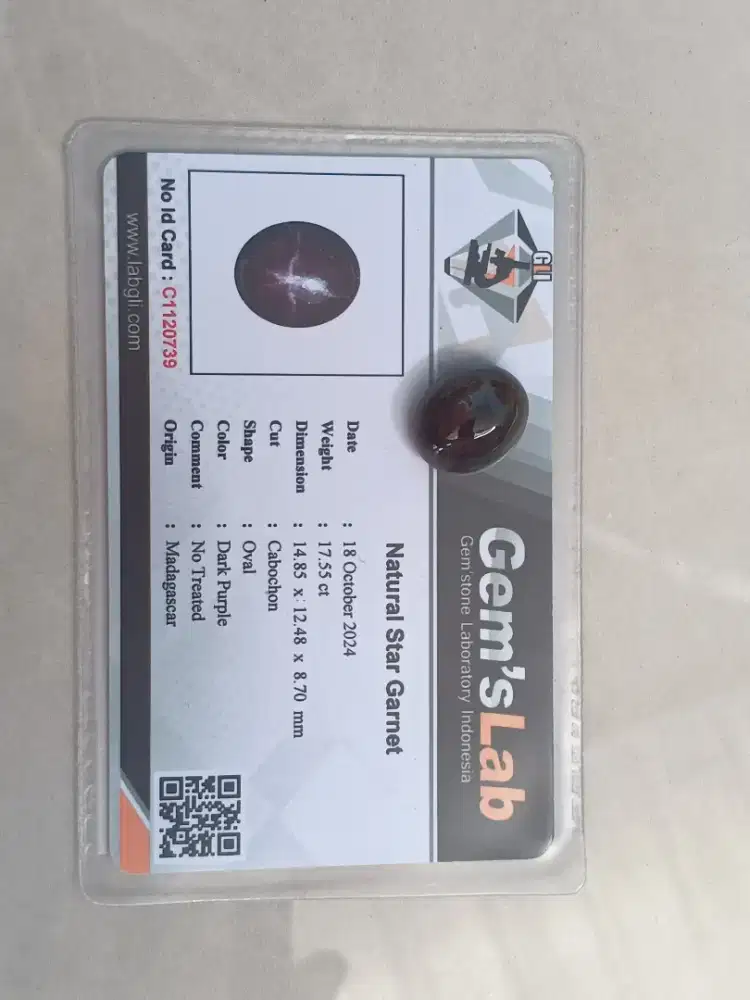 GLI
Gem'sLab
Gem'stone Laboratory Indonesia
Natural Star Garnet
Date : 18 October 2024
Weight : 17.55 ct
Dimension : 14.85 x 12.48 x 8.70 mm
Cut : Cabochon
Shape : Oval
Color : Dark Purple
Comment : No Treated
Origin : Madagascar
No Id Card : C1120739
www.labgli.com